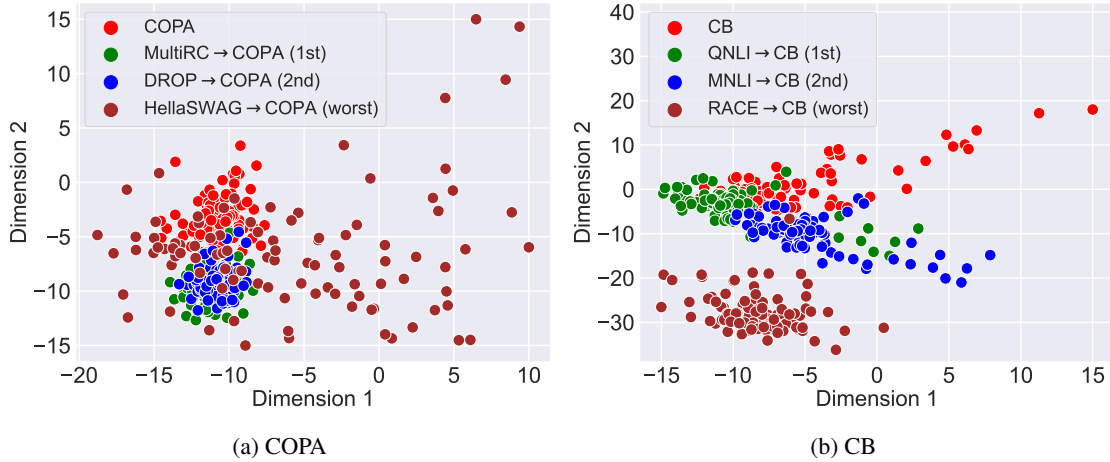 COPA
MultiRC→COPA (1st)
DROP→COPA (2nd)
HellaSWAG→COPA (worst)
15
10
5
0
−5
−10
−15
Dimension 2
−20 −15 −10 −5 0 5 10
Dimension 1
(a) COPA
CB
QNLI→CB (1st)
MNLI→CB (2nd)
RACE→CB (worst)
40
30
20
10
0
−10
−20
−30
Dimension 2
−15 −10 −5 0 5 10 15
Dimension 1
(b) CB